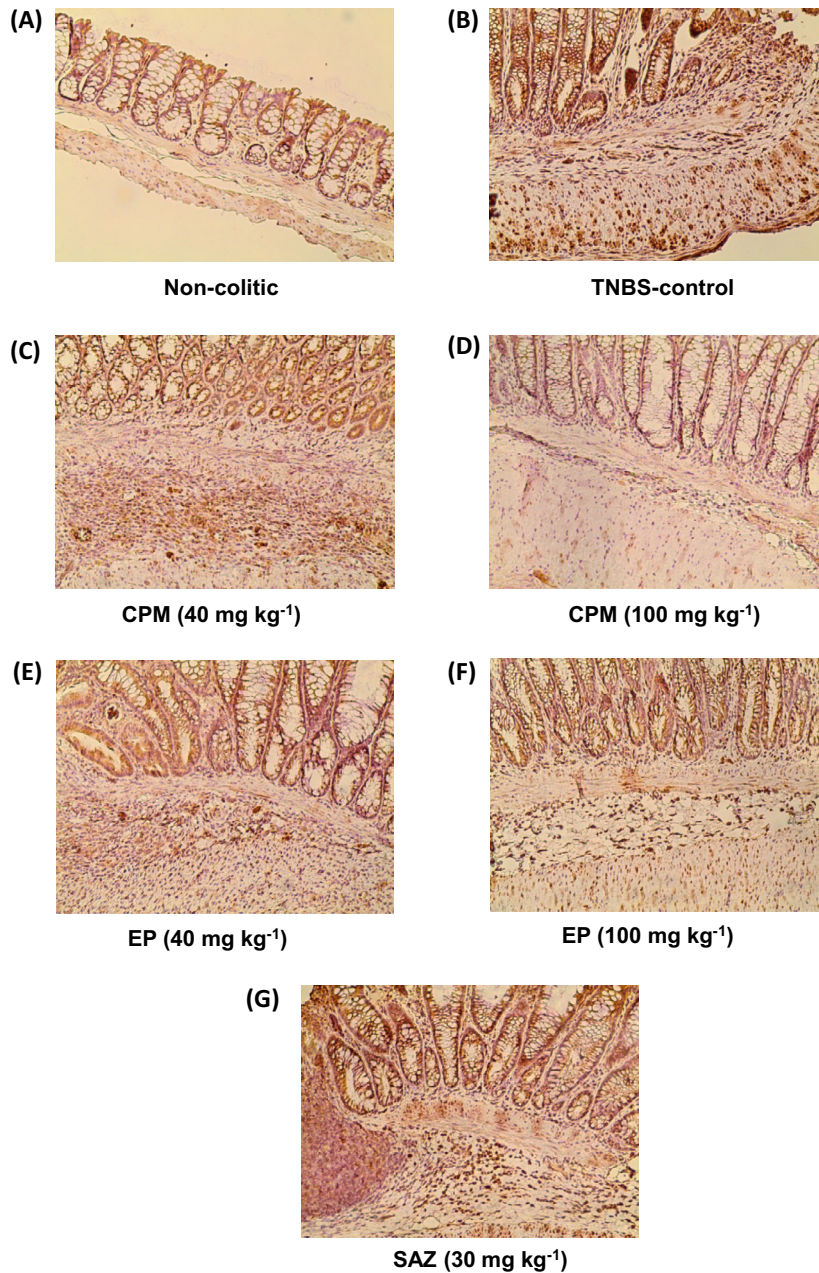 (A)
(B)
Non-colitic
TNBS-control
(C)
(D)
CPM (40 mg kg⁻¹)
CPM (100 mg kg⁻¹)
(E)
(F)
EP (40 mg kg⁻¹)
EP (100 mg kg⁻¹)
(G)
SAZ (30 mg kg⁻¹)